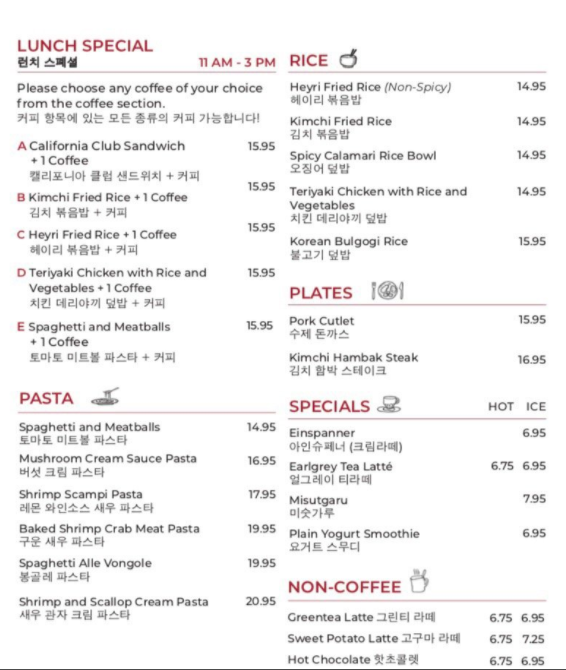 LUNCH SPECIAL
런치 스페셜 11 AM - 3 PM
Please choose any coffee of your choice
from the coffee section.
커피 항목에 있는 모든 종류의 커피 가능합니다!
A California Club Sandwich 15.95
+ 1 Coffee
캘리포니아 클럽 샌드위치 + 커피
15.95
B Kimchi Fried Rice + 1 Coffee
김치 볶음밥 + 커피
15.95
C Heyri Fried Rice + 1 Coffee
헤이리 볶음밥 + 커피
D Teriyaki Chicken with Rice and 15.95
Vegetables + 1 Coffee
치킨 데리야끼 덮밥 + 커피
E Spaghetti and Meatballs 15.95
+ 1 Coffee
토마토 미트볼 파스타 + 커피
PASTA
Spaghetti and Meatballs 14.95
토마토 미트볼 파스타
Mushroom Cream Sauce Pasta 16.95
버섯 크림 파스타
Shrimp Scampi Pasta 17.95
레몬 와인소스 새우 파스타
Baked Shrimp Crab Meat Pasta 19.95
구운 새우 파스타
Spaghetti Alle Vongole 19.95
봉골레 파스타
Shrimp and Scallop Cream Pasta 20.95
새우 관자 크림 파스타
RICE
Heyri Fried Rice (Non-Spicy) 14.95
헤이리 볶음밥
Kimchi Fried Rice 14.95
김치 볶음밥
Spicy Calamari Rice Bowl 14.95
오징어 덮밥
Teriyaki Chicken with Rice and 14.95
Vegetables
치킨 데리야끼 덮밥
Korean Bulgogi Rice 15.95
불고기 덮밥
PLATES
Pork Cutlet 15.95
수제 돈까스
Kimchi Hambak Steak 16.95
김치 함박 스테이크
SPECIALS HOT ICE
Einspanner 6.95
아인슈페너 (크림라떼)
Earlgrey Tea Latté 6.75 6.95
얼그레이 티라떼
Misutgaru 7.95
미숫가루
Plain Yogurt Smoothie 6.95
요거트 스무디
NON-COFFEE
Greentea Latte 그린티 라떼 6.75 6.95
Sweet Potato Latte 고구마 라떼 6.75 7.25
Hot Chocolate 핫초콜렛 6.75 6.95